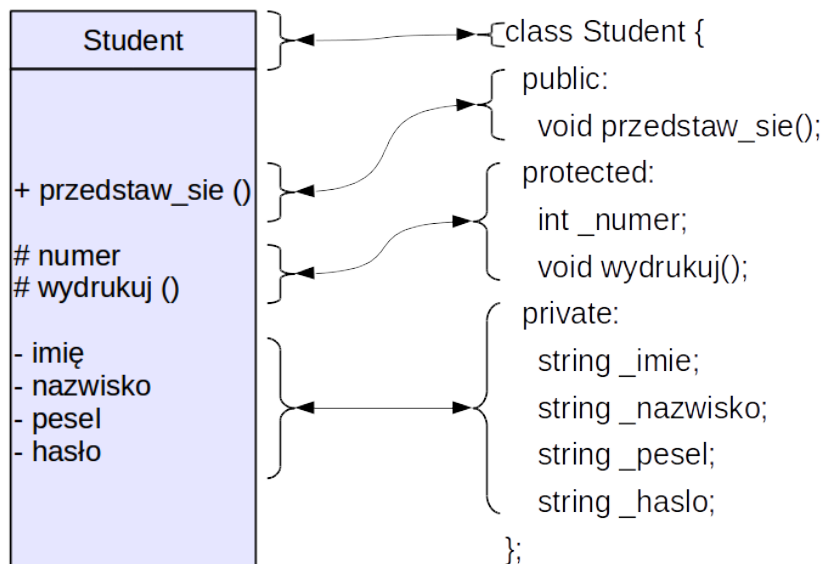 Student
+ przedstaw_sie ()
# numer
# wydrukuj ()
- imię
- nazwisko
- pesel
- hasło
class Student {
public:
void przedstaw_sie();
protected:
int _numer;
void wydrukuj();
private:
string _imie;
string _nazwisko;
string _pesel;
string _haslo;
};